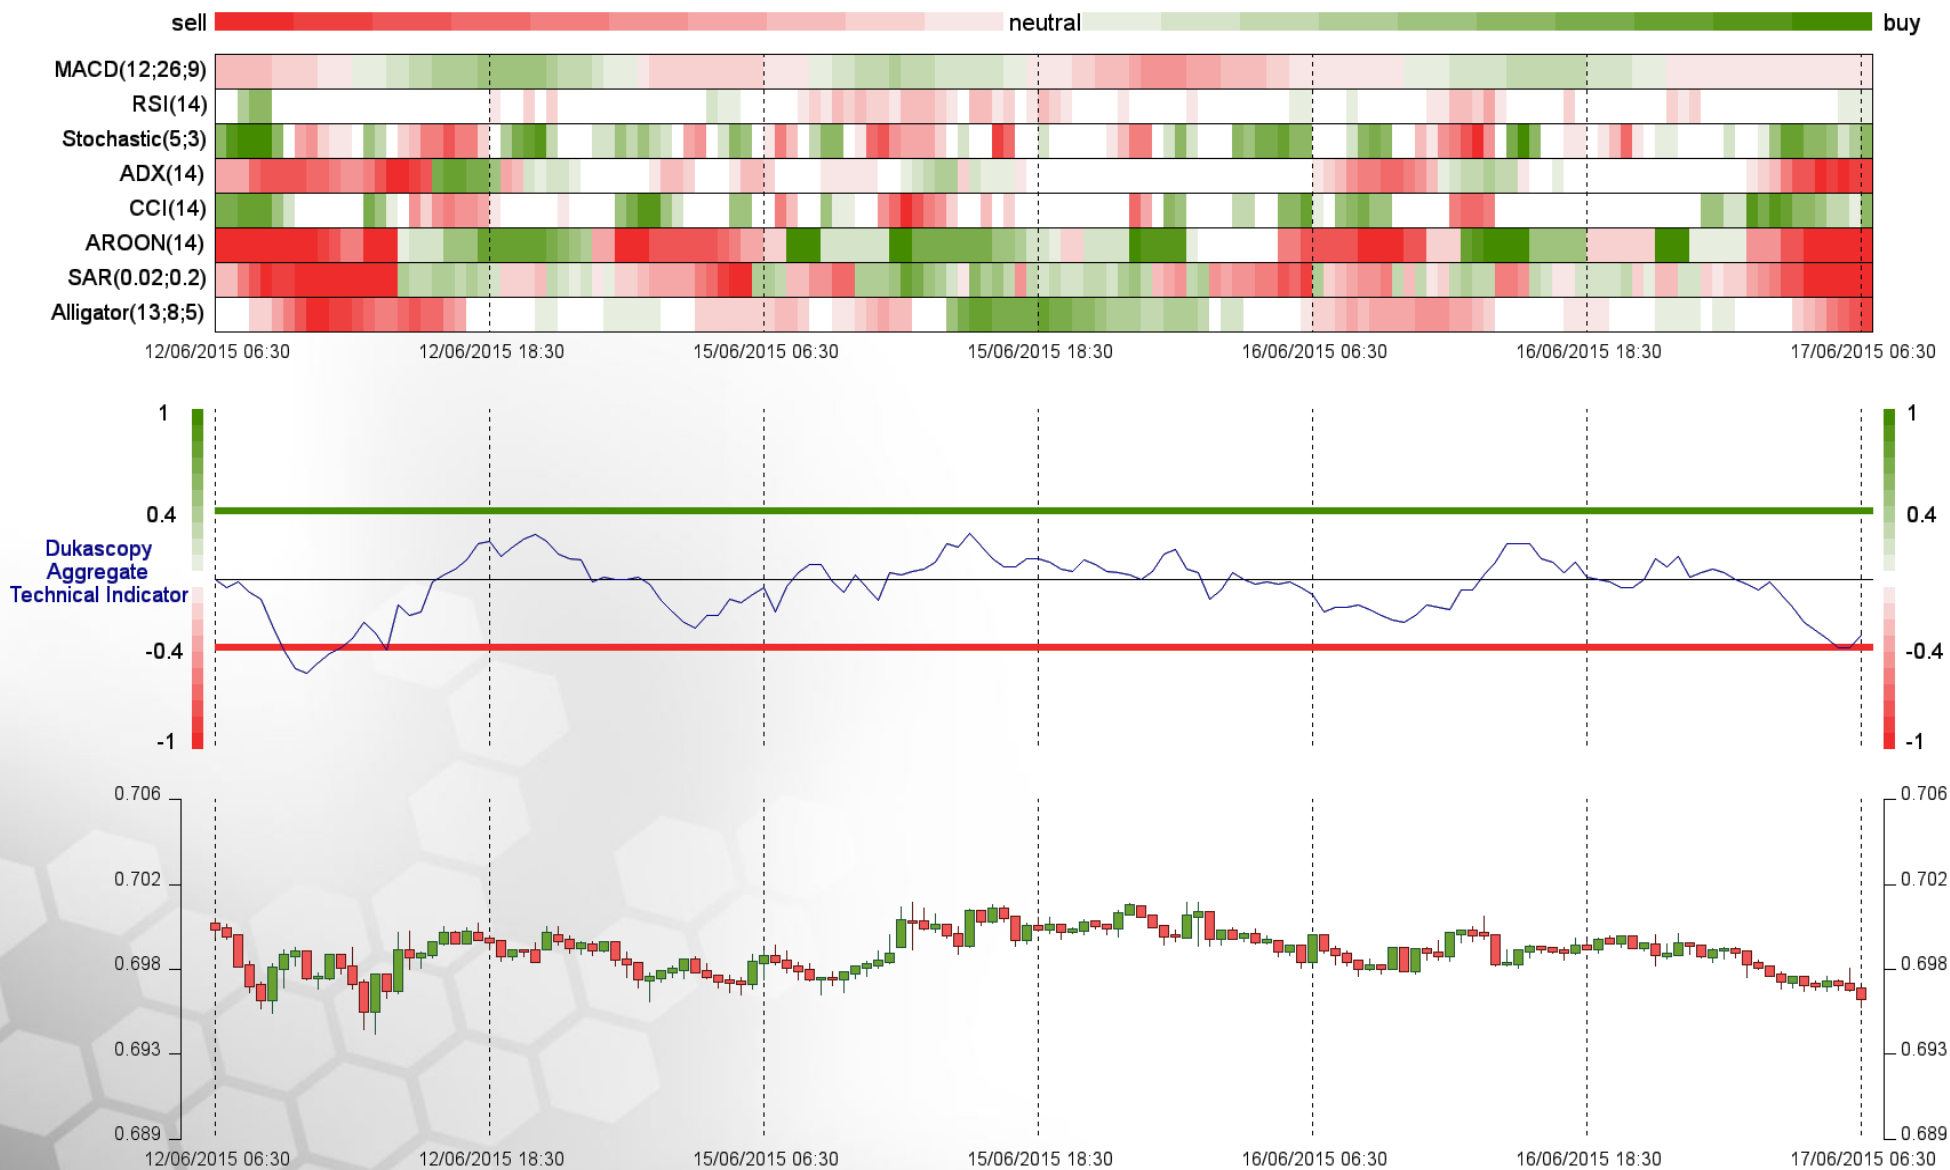 sell neutral buy
MACD(12;26;9)
RSI(14)
Stochastic(5;3)
ADX(14)
CCI(14)
AROON(14)
SAR(0.02;0.2)
Alligator(13;8;5)
12/06/2015 06:30 12/06/2015 18:30 15/06/2015 06:30 15/06/2015 18:30 16/06/2015 06:30 16/06/2015 18:30 17/06/2015 06:30
1 1
0.4 0.4
Dukascopy
Aggregate
Technical Indicator
-0.4 -0.4
-1 -1
0.706 0.706
0.702 0.702
0.698 0.698
0.693 0.693
0.689 0.689
12/06/2015 06:30 12/06/2015 18:30 15/06/2015 06:30 15/06/2015 18:30 16/06/2015 06:30 16/06/2015 18:30 17/06/2015 06:30